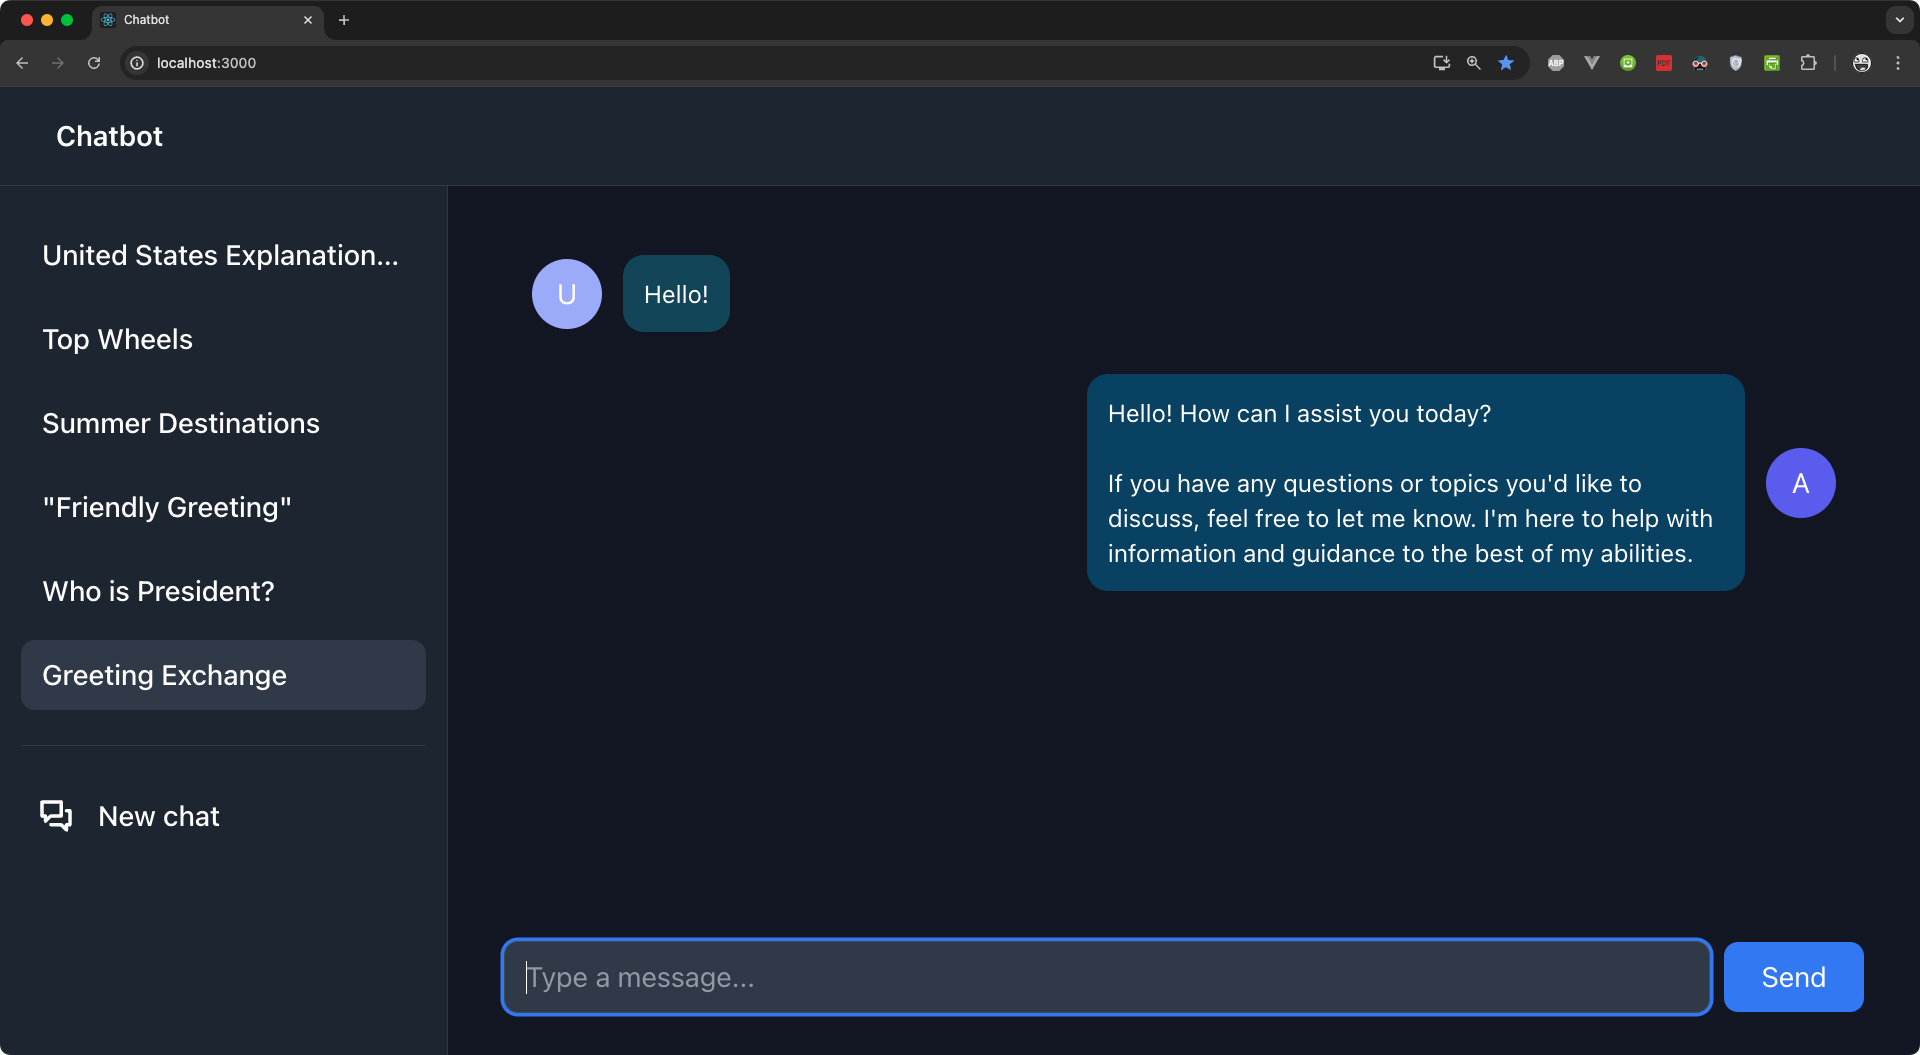 Chatbot
localhost:3000
ABP
PDF
Chatbot
United States Explanation...
Top Wheels
Summer Destinations
"Friendly Greeting"
Who is President?
Greeting Exchange
New chat
U
Hello!
Hello! How can I assist you today?
If you have any questions or topics you'd like to
discuss, feel free to let me know. I'm here to help with
information and guidance to the best of my abilities.
A
Type a message...
Send